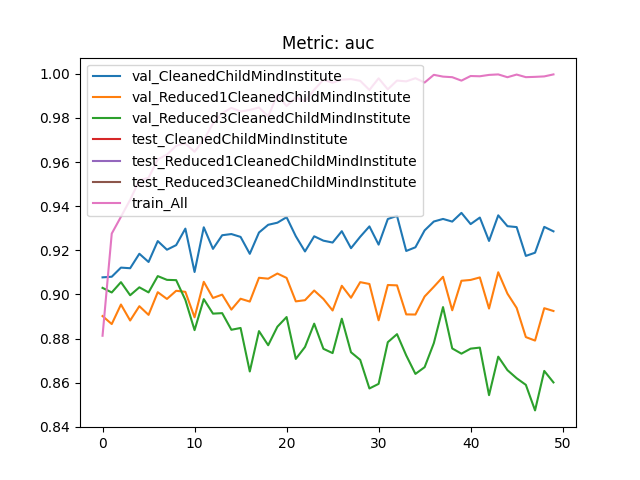 Metric: auc
1.00
0.98
0.96
0.94
0.92
0.90
0.88
0.86
0.84
val_CleanedChildMindInstitute
val_Reduced1CleanedChildMindInstitute
val_Reduced3CleanedChildMindInstitute
test_CleanedChildMindInstitute
test_Reduced1CleanedChildMindInstitute
test_Reduced3CleanedChildMindInstitute
train_All
0 10 20 30 40 50